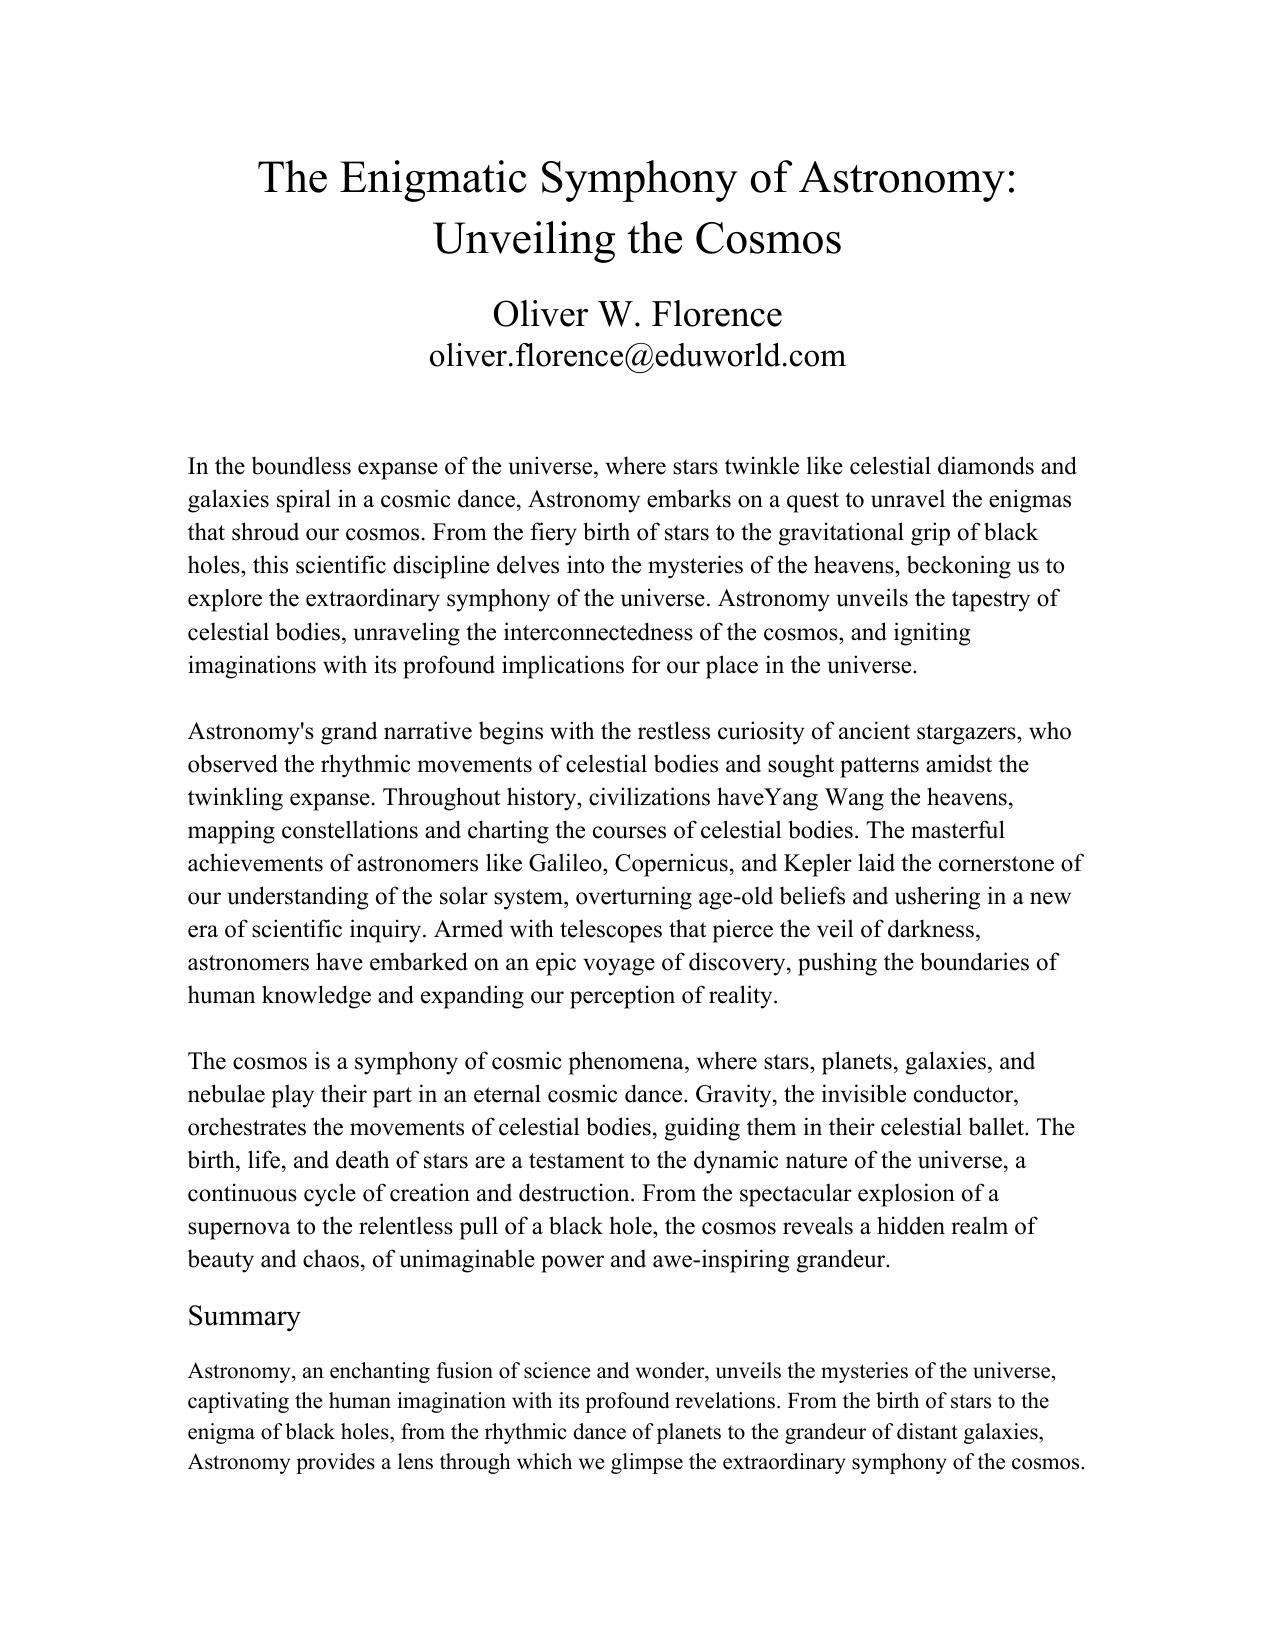 The Enigmatic Symphony of Astronomy:
Unveiling the Cosmos
Oliver W. Florence
oliver.florence@eduworld.com
In the boundless expanse of the universe, where stars twinkle like celestial diamonds and
galaxies spiral in a cosmic dance, Astronomy embarks on a quest to unravel the enigmas
that shroud our cosmos. From the fiery birth of stars to the gravitational grip of black
holes, this scientific discipline delves into the mysteries of the heavens, beckoning us to
explore the extraordinary symphony of the universe. Astronomy unveils the tapestry of
celestial bodies, unraveling the interconnectedness of the cosmos, and igniting
imaginations with its profound implications for our place in the universe.
Astronomy's grand narrative begins with the restless curiosity of ancient stargazers, who
observed the rhythmic movements of celestial bodies and sought patterns amidst the
twinkling expanse. Throughout history, civilizations haveYang Wang the heavens,
mapping constellations and charting the courses of celestial bodies. The masterful
achievements of astronomers like Galileo, Copernicus, and Kepler laid the cornerstone of
our understanding of the solar system, overturning age-old beliefs and ushering in a new
era of scientific inquiry. Armed with telescopes that pierce the veil of darkness,
astronomers have embarked on an epic voyage of discovery, pushing the boundaries of
human knowledge and expanding our perception of reality.
The cosmos is a symphony of cosmic phenomena, where stars, planets, galaxies, and
nebulae play their part in an eternal cosmic dance. Gravity, the invisible conductor,
orchestrates the movements of celestial bodies, guiding them in their celestial ballet. The
birth, life, and death of stars are a testament to the dynamic nature of the universe, a
continuous cycle of creation and destruction. From the spectacular explosion of a
supernova to the relentless pull of a black hole, the cosmos reveals a hidden realm of
beauty and chaos, of unimaginable power and awe-inspiring grandeur.
Summary
Astronomy, an enchanting fusion of science and wonder, unveils the mysteries of the universe,
captivating the human imagination with its profound revelations. From the birth of stars to the
enigma of black holes, from the rhythmic dance of planets to the grandeur of distant galaxies,
Astronomy provides a lens through which we glimpse the extraordinary symphony of the cosmos.